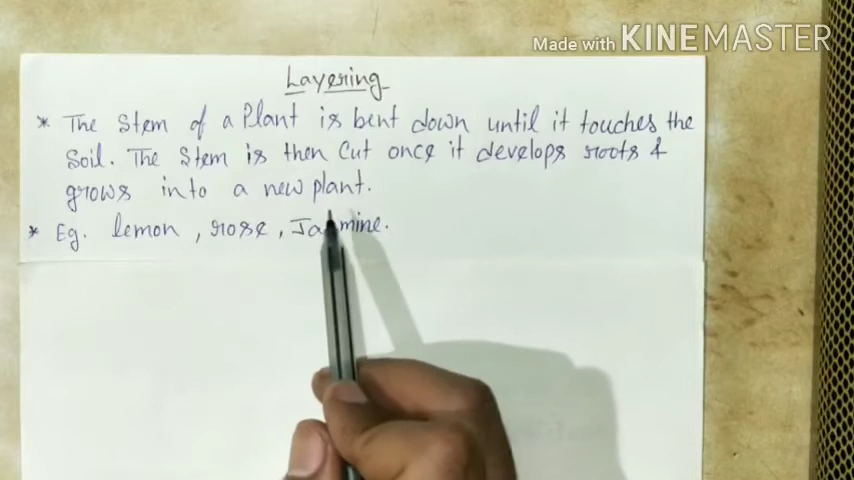 Made with KINEMASTER
Layering
* The Stem of a Plant is bent down until it touches the
Soil. The Stem is then Cut once it develops roots &
grows into a new plant.
* Eg. lemon, rose, Jasmine.